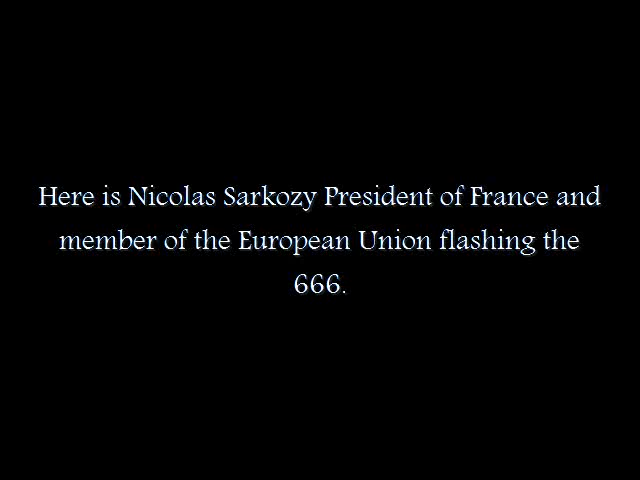 Here is Nicolas Sarkozy President of France and
member of the European Union flashing the
666.